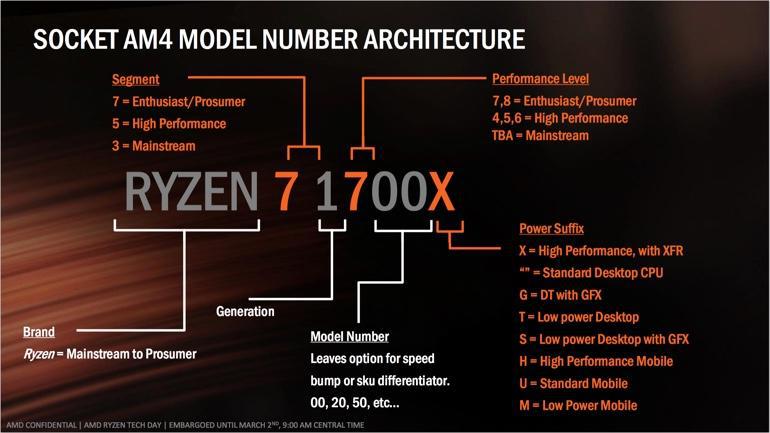 SOCKET AM4 MODEL NUMBER ARCHITECTURE
Segment
7 = Enthusiast/Prosumer
5 = High Performance
3 = Mainstream
Performance Level
7,8 = Enthusiast/Prosumer
4,5,6 = High Performance
TBA = Mainstream
RYZEN 7 1700X
Brand
Ryzen = Mainstream to Prosumer
Generation
Model Number
Leaves option for speed
bump or sku differentiator.
00, 20, 50, etc...
Power Suffix
X = High Performance, with XFR
“” = Standard Desktop CPU
G = DT with GFX
T = Low power Desktop
S = Low power Desktop with GFX
H = High Performance Mobile
U = Standard Mobile
M = Low Power Mobile
AMD CONFIDENTIAL | AMD RYZEN TECH DAY | EMBARGOED UNTIL MARCH 2ND, 9:00 AM CENTRAL TIME